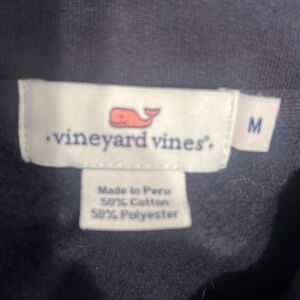 ·vineyard vines®·
M
Made in Peru
50% Cotton
50% Polyester